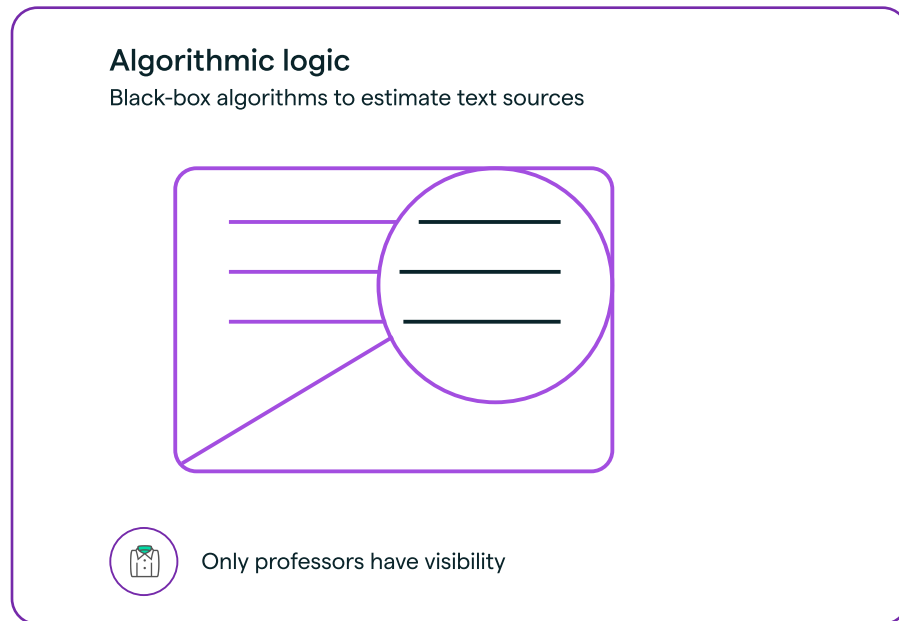 Algorithmic logic
Black-box algorithms to estimate text sources
Only professors have visibility